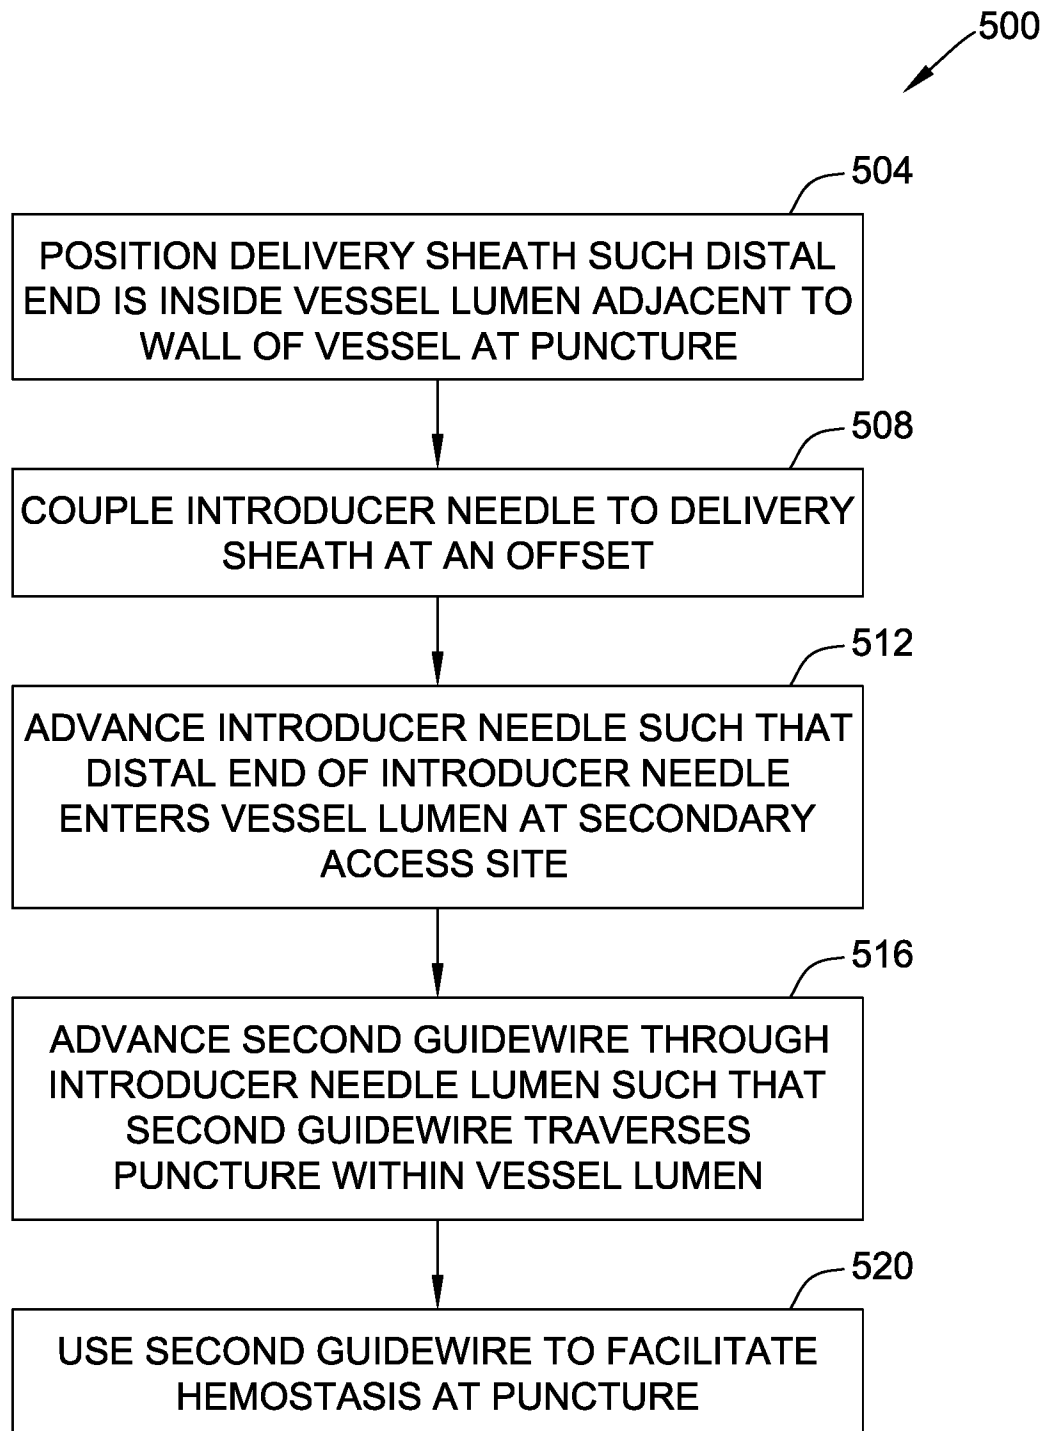 500
504
POSITION DELIVERY SHEATH SUCH DISTAL
END IS INSIDE VESSEL LUMEN ADJACENT TO
WALL OF VESSEL AT PUNCTURE
508
COUPLE INTRODUCER NEEDLE TO DELIVERY
SHEATH AT AN OFFSET
512
ADVANCE INTRODUCER NEEDLE SUCH THAT
DISTAL END OF INTRODUCER NEEDLE
ENTERS VESSEL LUMEN AT SECONDARY
ACCESS SITE
516
ADVANCE SECOND GUIDEWIRE THROUGH
INTRODUCER NEEDLE LUMEN SUCH THAT
SECOND GUIDEWIRE TRAVERSES
PUNCTURE WITHIN VESSEL LUMEN
520
USE SECOND GUIDEWIRE TO FACILITATE
HEMOSTASIS AT PUNCTURE